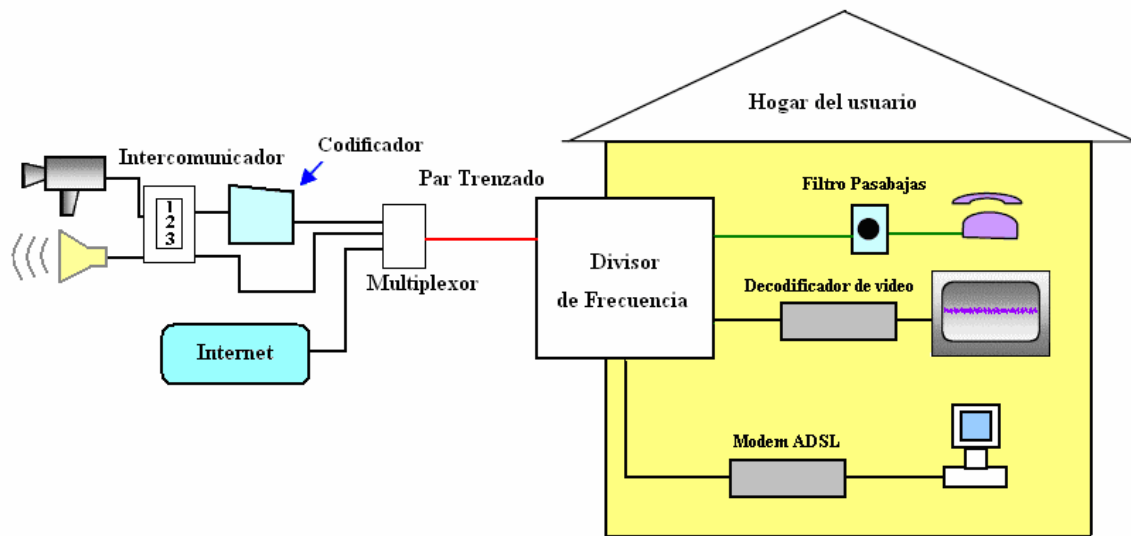 Hogar del usuario
Intercomunicador
Codificador
Par Trenzado
Filtro Pasabajas
1
2
3
Multiplexor
Divisor
de Frecuencia
Decodificador de video
Internet
Modem ADSL